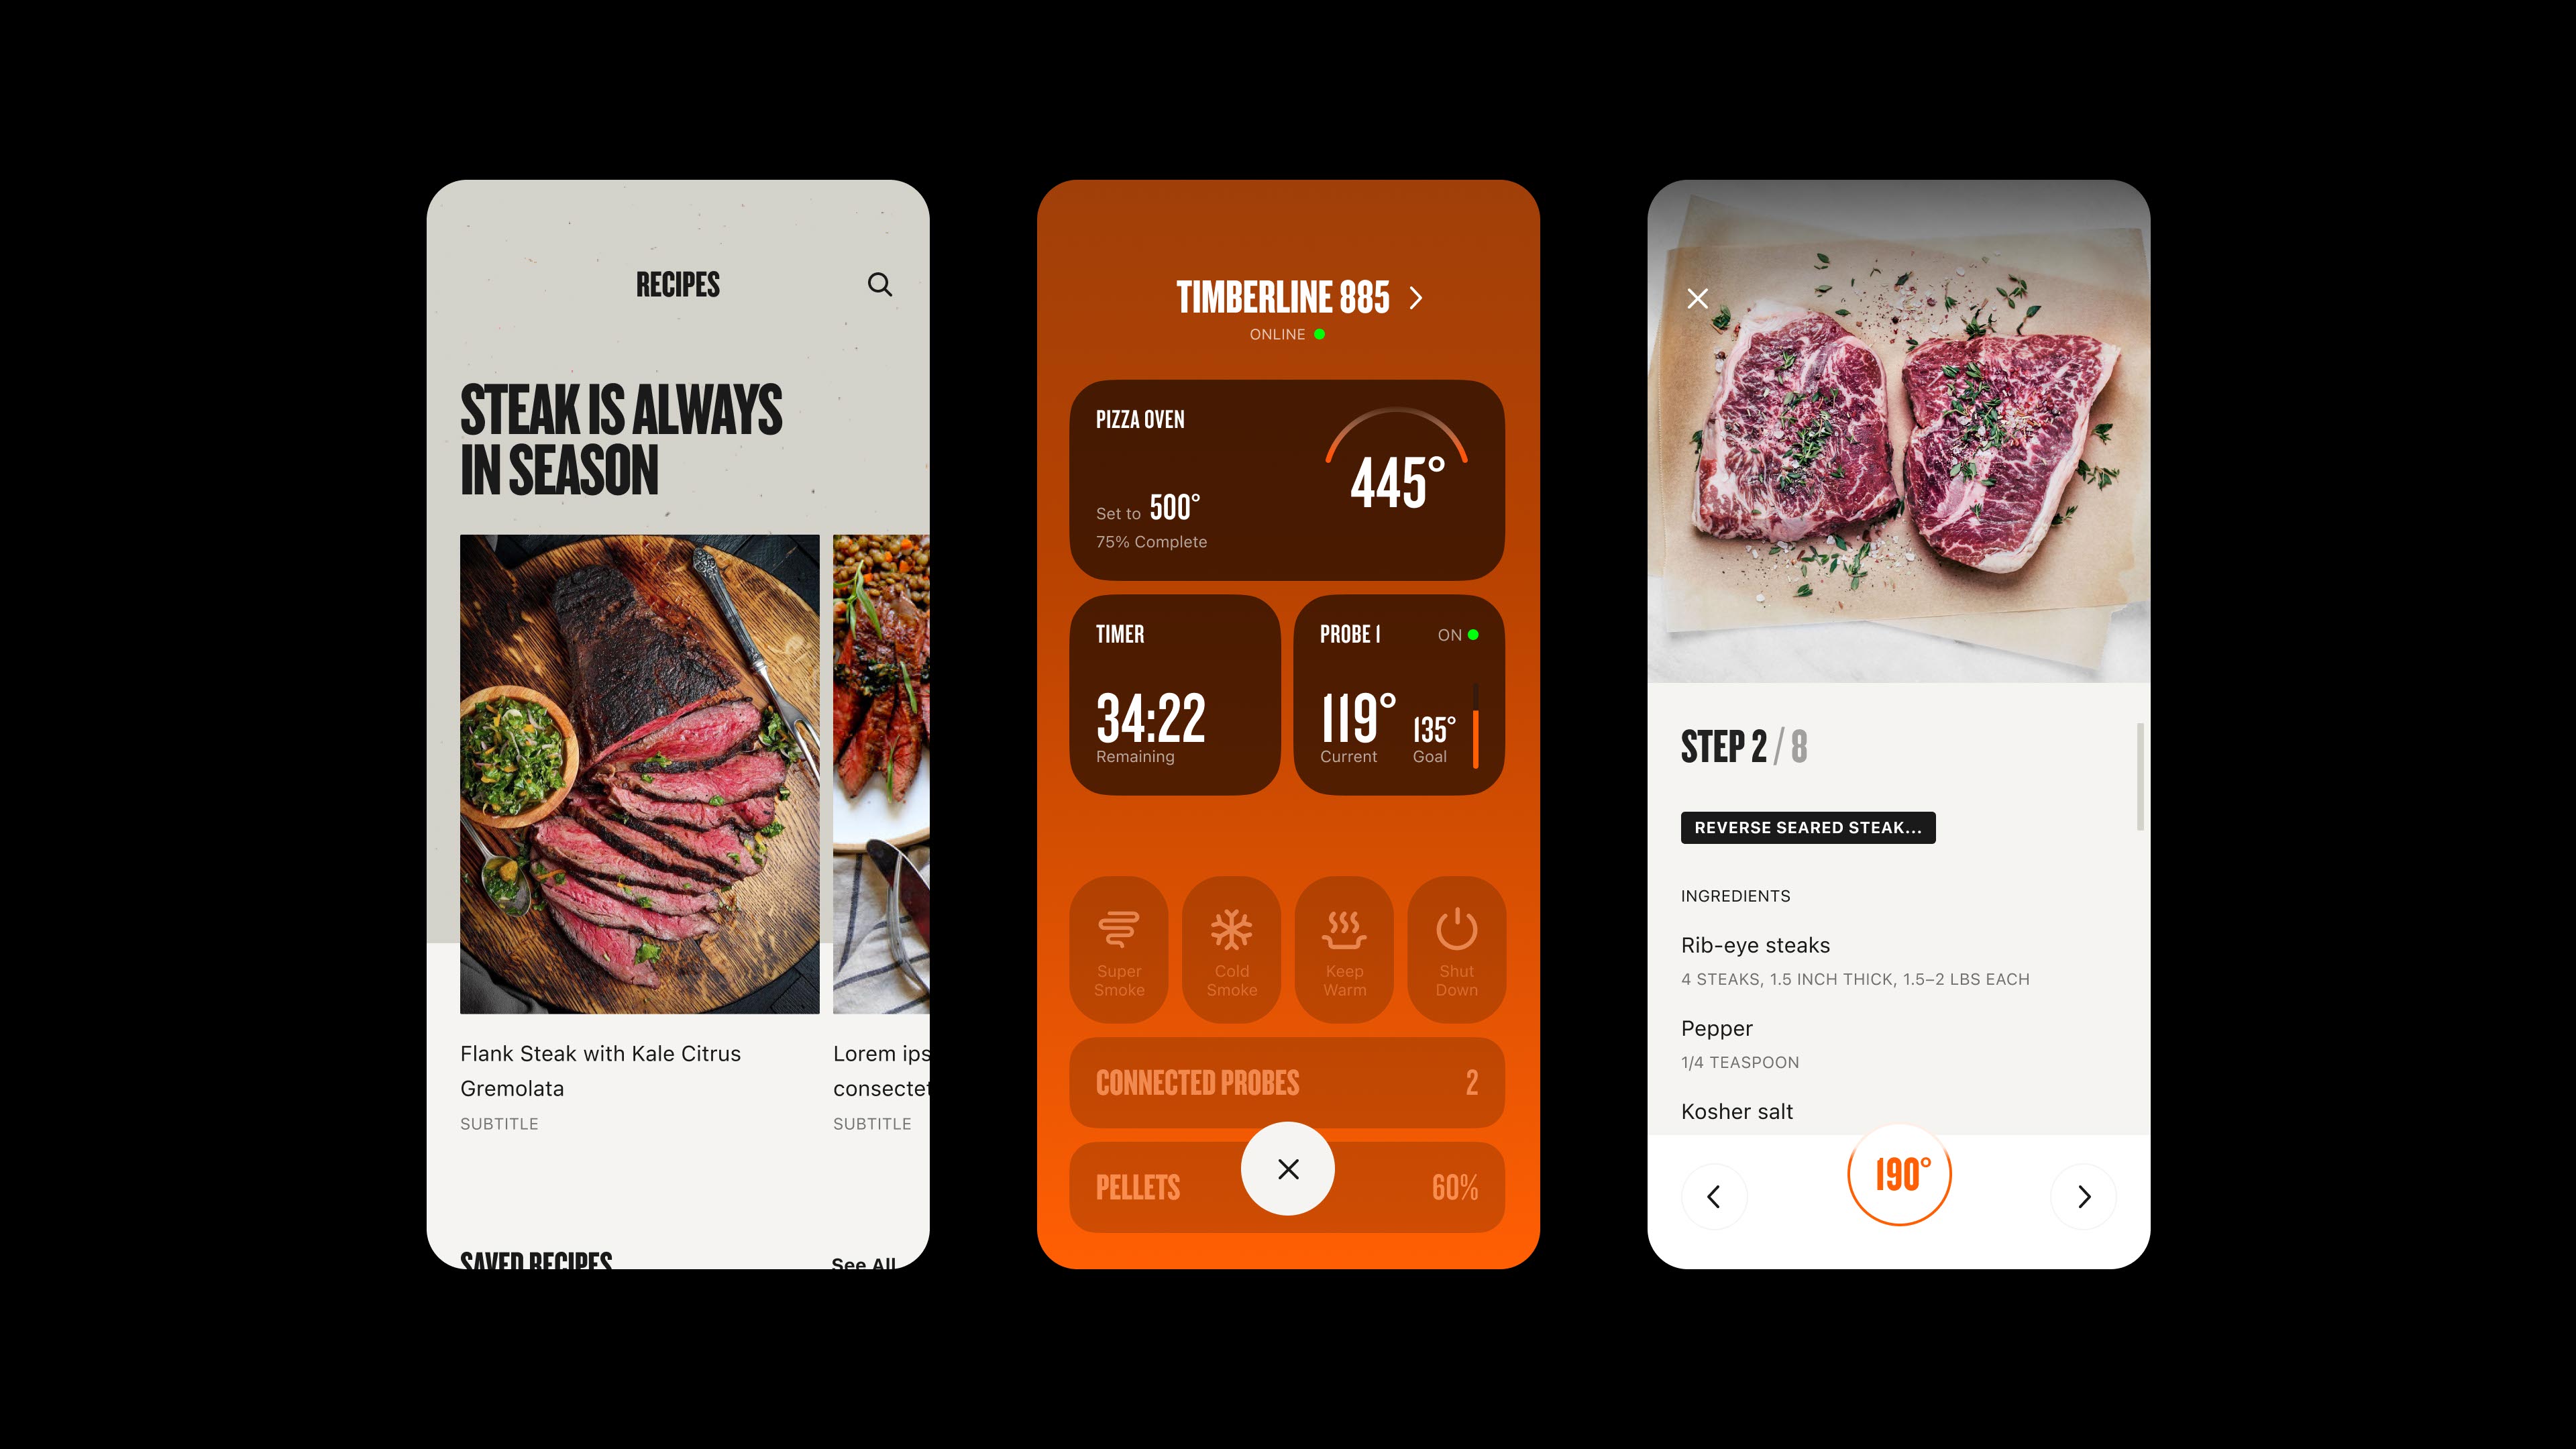 RECIPES
STEAK IS ALWAYS
IN SEASON
Flank Steak with Kale Citrus
Gremolata
SUBTITLE
Lorem ips
consectet
SUBTITLE
SAVED RECIPES
See All
TIMBERLINE 885
ONLINE
PIZZA OVEN
445°
Set to 500°
75% Complete
TIMER
34:22
Remaining
PROBE 1
ON
119°
Current
135°
Goal
Super
Smoke
Cold
Smoke
Keep
Warm
Shut
Down
CONNECTED PROBES 2
PELLETS 60%
STEP 2 / 8
REVERSE SEARED STEAK...
INGREDIENTS
Rib-eye steaks
4 STEAKS, 1.5 INCH THICK, 1.5–2 LBS EACH
Pepper
1/4 TEASPOON
Kosher salt
190°